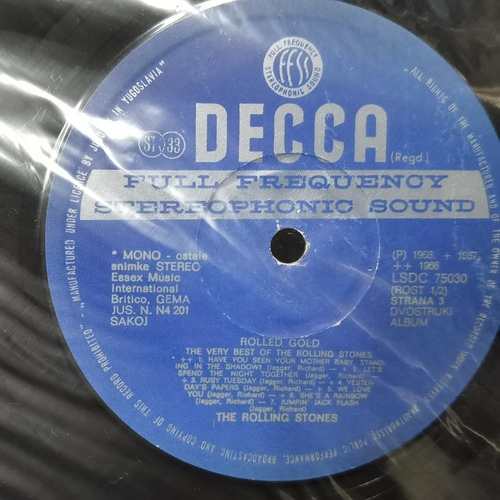 FULL FREQUENCY
FFSS
STEREOPHONIC SOUND
ST 33
DECCA
(Regd.)
FULL FREQUENCY
STEREOPHONIC SOUND
* MONO - ostale
snimke STEREO
Essex Music
International
Britico, GEMA
JUS. N. N4 201
SAKOJ
(P) 1968, + 1967,
++ 1966
LSDC 75030
(ROST 1/2)
STRANA 3
DVOSTRUKI
ALBUM
ROLLED GOLD
THE VERY BEST OF THE ROLLING STONES
++ 1. HAVE YOU SEEN YOUR MOTHER BABY, STAND-
ING IN THE SHADOW? (Jagger, Richard) — 2. LET'S
SPEND THE NIGHT TOGETHER (Jagger, Richard)
+ 3. RUBY TUESDAY (Jagger, Richard) — + 4. YESTER-
DAY'S PAPERS (Jagger, Richard) — + 5. WE LOVE
YOU (Jagger, Richard) — + 6. SHE'S A RAINBOW
(Jagger, Richard) — 7. JUMPIN' JACK FLASH
(Jagger, Richard)
THE ROLLING STONES
" MANUFACTURED UNDER LICENCE BY IN YUGOSLAVIA "
" ALL RIGHTS OF THE MANUFACTURER AND OF THE OWNER OF THE RECORDED WORK
UNAUTHORISED PUBLIC PERFORMANCE, BROADCASTING AND COPYING OF THIS RECORD PROHIBITED "